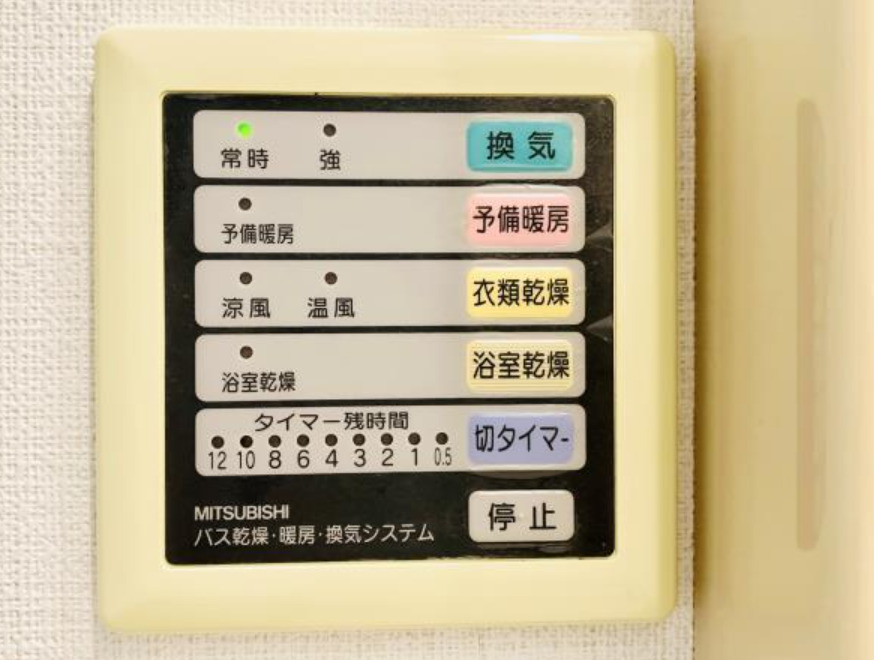 常時 強 換気
予備暖房 予備暖房
涼風 温風 衣類乾燥
浴室乾燥 浴室乾燥
タイマー残時間
12 10 8 6 4 3 2 1 0.5 切タイマー
MITSUBISHI 停止
バス乾燥・暖房・換気システム